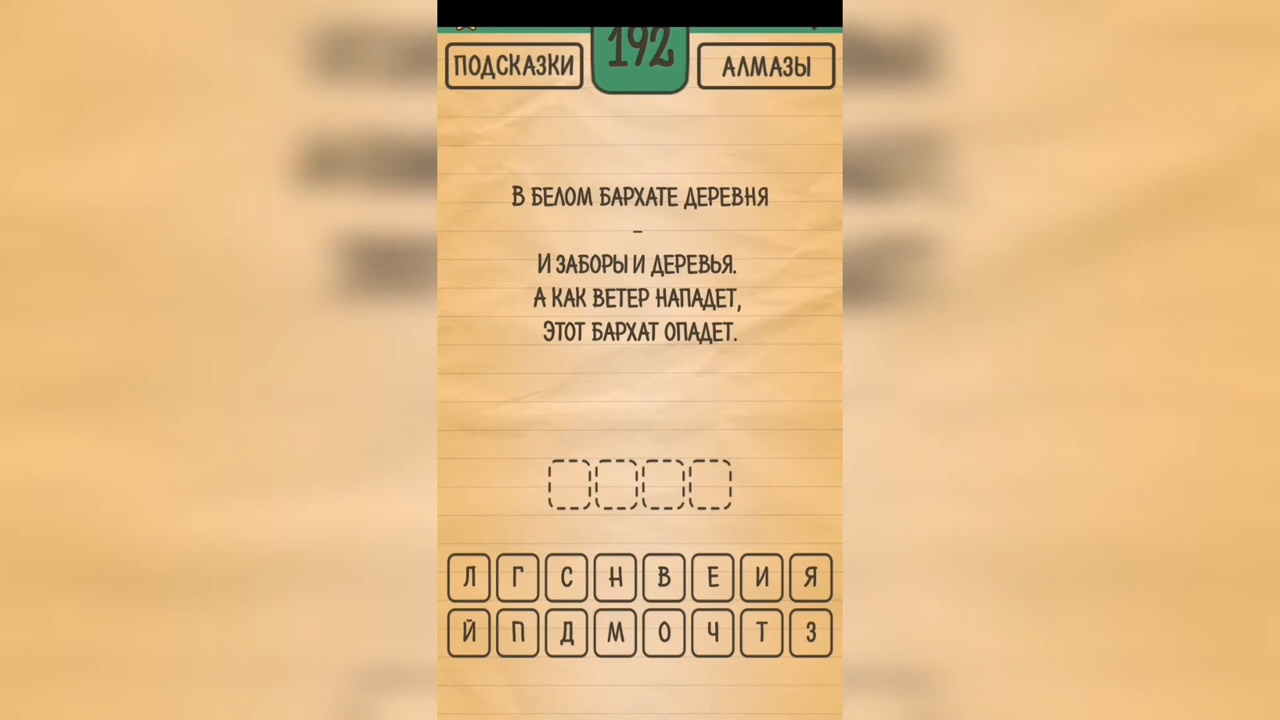 192
ПОДСКАЗКИ
АЛМАЗЫ
В БЕЛОМ БАРХАТЕ ДЕРЕВНЯ
–
И ЗАБОРЫ И ДЕРЕВЬЯ.
А КАК ВЕТЕР НАПАДЕТ,
ЭТОТ БАРХАТ ОПАДЕТ.
Л Г С Н В Е И Я
Й П Д М О Ч Т З